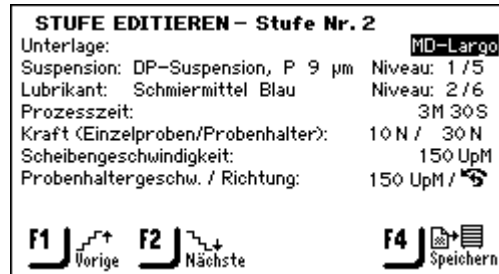 STUFE EDITIEREN – Stufe Nr. 2
Unterlage: MD-Largo
Suspension: DP-Suspension, P 9 µm Niveau: 1/5
Lubrikant: Schmiermittel Blau Niveau: 2/6
Prozesszeit: 3M 30S
Kraft (Einzelproben/Probenhalter): 10N / 30N
Scheibengeschwindigkeit: 150 UpM
Probenhaltergeschw. / Richtung: 150 UpM /
F1 Vorige F2 Nächste F4 Speichern